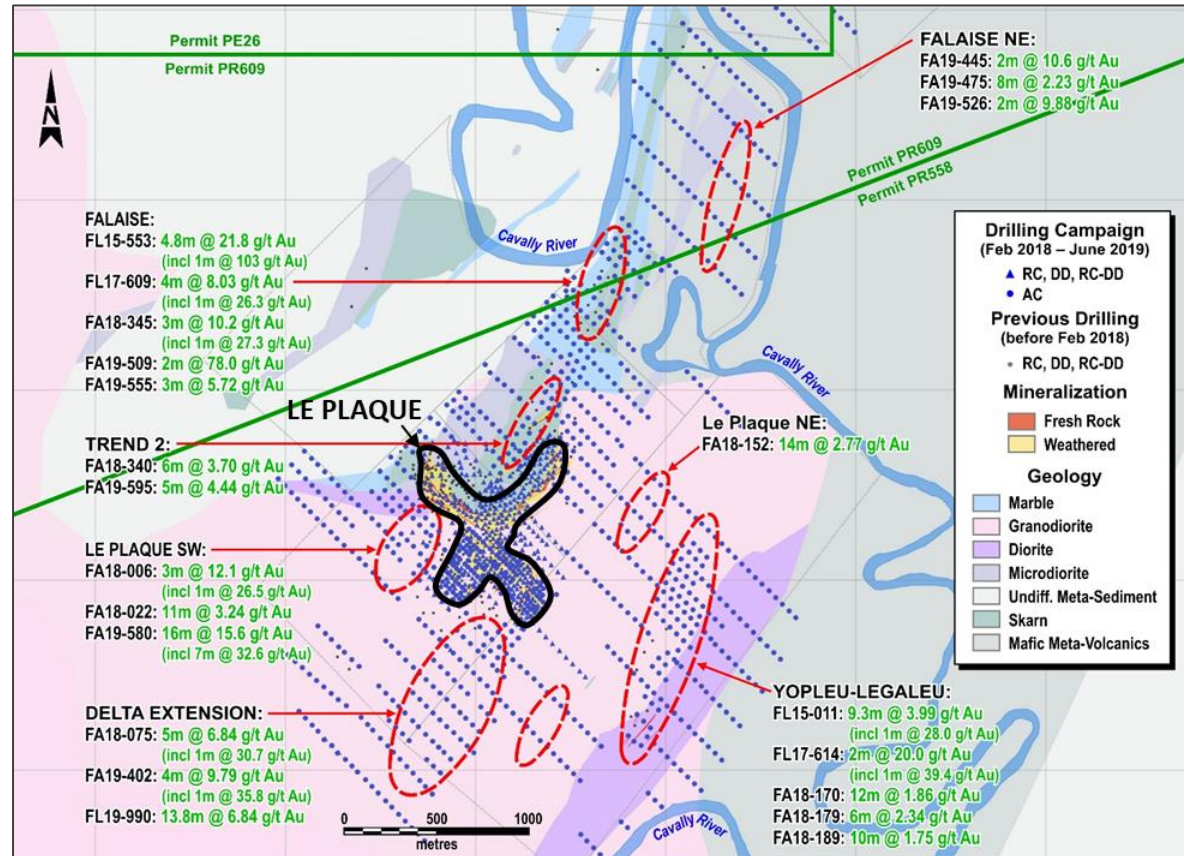 Permit PE26
Permit PR609
N
FALAISE NE:
FA19-445: 2m @ 10.6 g/t Au
FA19-475: 8m @ 2.23 g/t Au
FA19-526: 2m @ 9.88 g/t Au
Permit PR609
Permit PR558
Cavally River
FALAISE:
FL15-553: 4.8m @ 21.8 g/t Au
(incl 1m @ 103 g/t Au)
FL17-609: 4m @ 8.03 g/t Au
(incl 1m @ 26.3 g/t Au)
FA18-345: 3m @ 10.2 g/t Au
(incl 1m @ 27.3 g/t Au)
FA19-509: 2m @ 78.0 g/t Au
FA19-555: 3m @ 5.72 g/t Au
Drilling Campaign
(Feb 2018 – June 2019)
RC, DD, RC-DD
AC
Previous Drilling
(before Feb 2018)
RC, DD, RC-DD
Mineralization
Fresh Rock
Weathered
Geology
Marble
Granodiorite
Diorite
Microdiorite
Undiff. Meta-Sediment
Skarn
Mafic Meta-Volcanics
Cavally River
LE PLAQUE
Le Plaque NE:
FA18-152: 14m @ 2.77 g/t Au
TREND 2:
FA18-340: 6m @ 3.70 g/t Au
FA19-595: 5m @ 4.44 g/t Au
LE PLAQUE SW:
FA18-006: 3m @ 12.1 g/t Au
(incl 1m @ 26.5 g/t Au)
FA18-022: 11m @ 3.24 g/t Au
FA19-580: 16m @ 15.6 g/t Au
(incl 7m @ 32.6 g/t Au)
DELTA EXTENSION:
FA18-075: 5m @ 6.84 g/t Au
(incl 1m @ 30.7 g/t Au)
FA19-402: 4m @ 9.79 g/t Au
(incl 1m @ 35.8 g/t Au)
FL19-990: 13.8m @ 6.84 g/t Au
YOPLEU-LEGALEU:
FL15-011: 9.3m @ 3.99 g/t Au
(incl 1m @ 28.0 g/t Au)
FL17-614: 2m @ 20.0 g/t Au
(incl 1m @ 39.4 g/t Au)
FA18-170: 12m @ 1.86 g/t Au
FA18-179: 6m @ 2.34 g/t Au
FA18-189: 10m @ 1.75 g/t Au
0 500 1000
metres
Cavally River